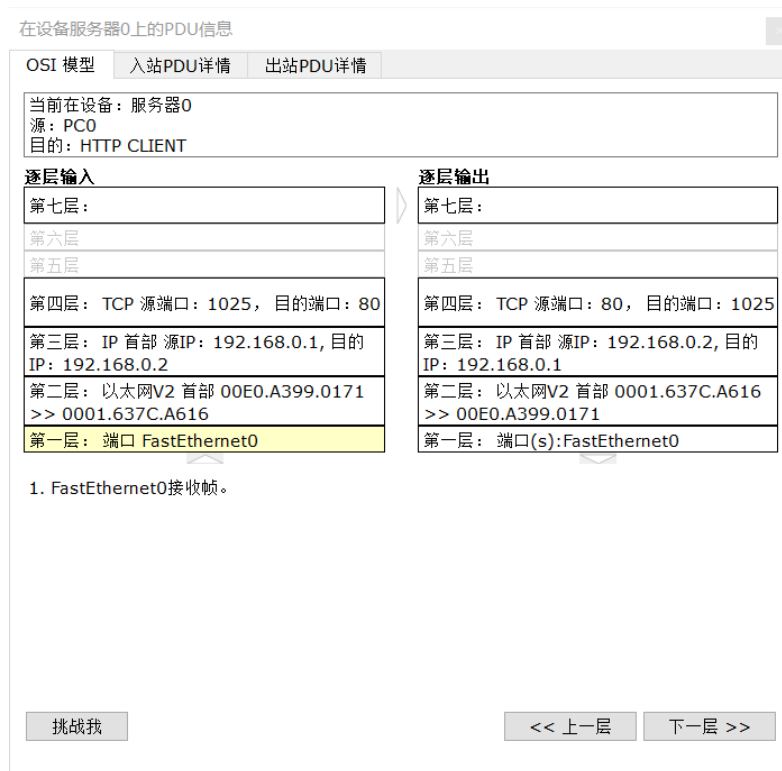 在设备服务器0上的PDU信息
OSI 模型
入站PDU详情
出站PDU详情
当前在设备：服务器0
源：PC0
目的：HTTP CLIENT
逐层输入
第七层：
第六层
第五层
第四层： TCP 源端口：1025， 目的端口：80
第三层： IP 首部 源IP：192.168.0.1, 目的
IP：192.168.0.2
第二层： 以太网V2 首部 00E0.A399.0171
>> 0001.637C.A616
第一层： 端口 FastEthernet0
逐层输出
第七层：
第六层
第五层
第四层： TCP 源端口：80， 目的端口：1025
第三层： IP 首部 源IP：192.168.0.2, 目的
IP：192.168.0.1
第二层： 以太网V2 首部 0001.637C.A616
>> 00E0.A399.0171
第一层： 端口(s):FastEthernet0
1. FastEthernet0接收帧。
挑战我
<< 上一层
下一层 >>